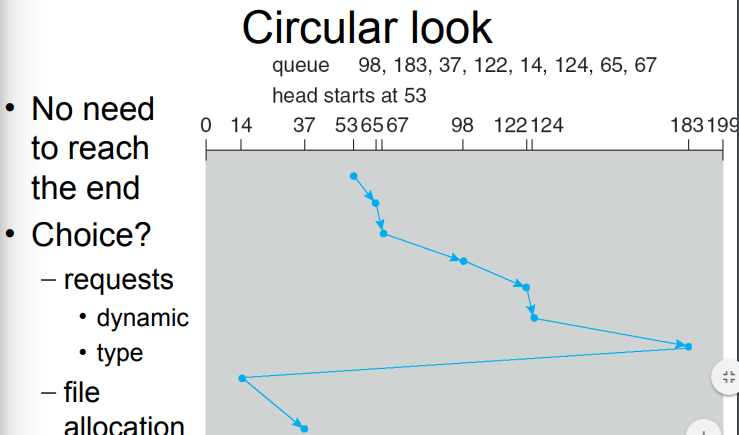 Circular look
queue 98, 183, 37, 122, 14, 124, 65, 67
head starts at 53
• No need
to reach
the end
• Choice?
– requests
• dynamic
• type
– file
allocation
0 14 37 53 65 67 98 122 124 183 199